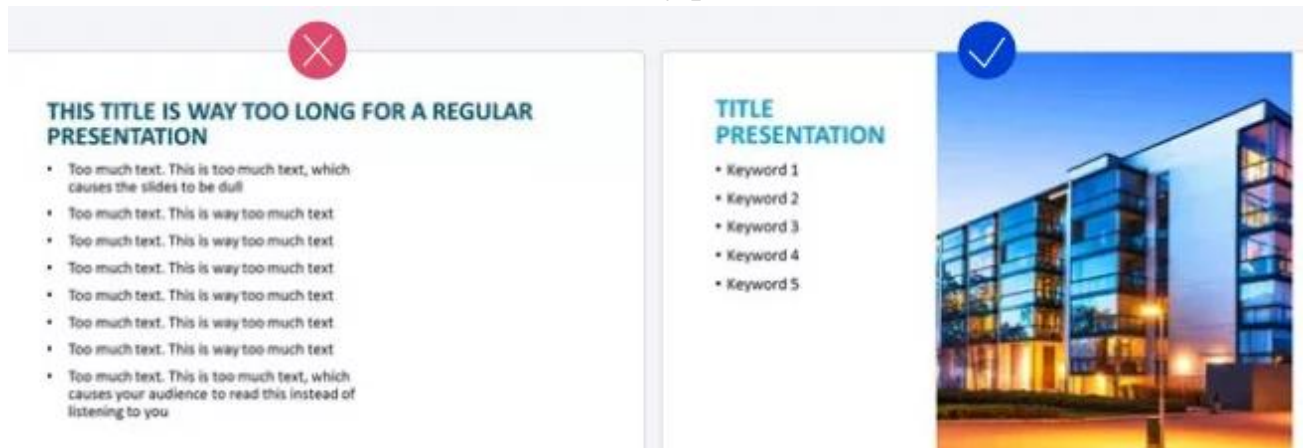 THIS TITLE IS WAY TOO LONG FOR A REGULAR
PRESENTATION
• Too much text. This is too much text, which
causes the slides to be dull
• Too much text. This is way too much text
• Too much text. This is way too much text
• Too much text. This is way too much text
• Too much text. This is way too much text
• Too much text. This is way too much text
• Too much text. This is way too much text
• Too much text. This is too much text, which
causes your audience to read this instead of
listening to you
TITLE
PRESENTATION
• Keyword 1
• Keyword 2
• Keyword 3
• Keyword 4
• Keyword 5